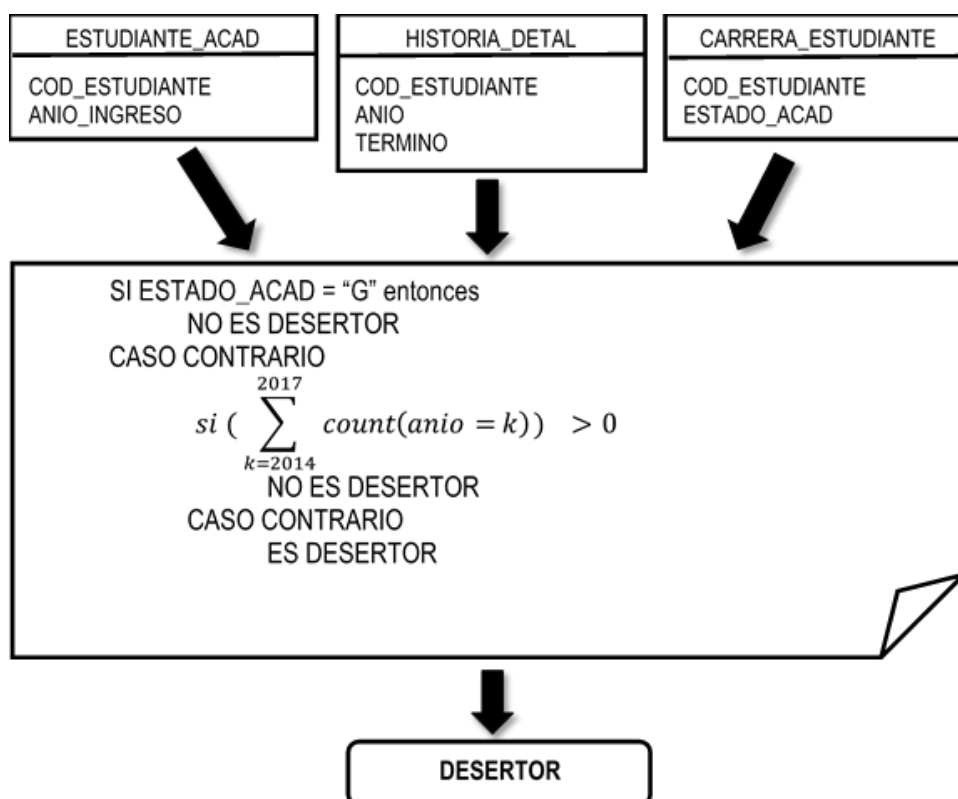 ESTUDIANTE_ACAD
COD_ESTUDIANTE
ANIO_INGRESO
HISTORIA_DETAL
COD_ESTUDIANTE
ANIO
TERMINO
CARRERA_ESTUDIANTE
COD_ESTUDIANTE
ESTADO_ACAD
SI ESTADO_ACAD = “G” entonces
NO ES DESERTOR
CASO CONTRARIO
2017
si ( ∑ count(anio = k)) > 0
k=2014
NO ES DESERTOR
CASO CONTRARIO
ES DESERTOR
DESERTOR